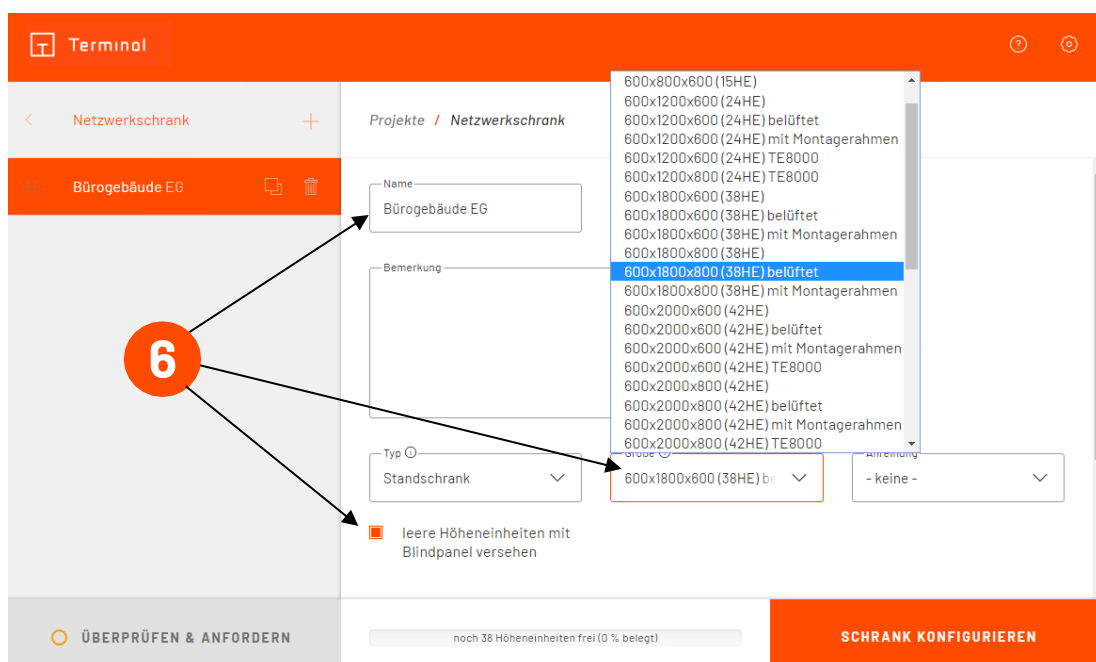 Terminal
Netzwerkschrank
Projekte / Netzwerkschrank
Bürogebäude EG
Name
Bürogebäude EG
Bemerkung
600x800x600 (15HE)
600x1200x600 (24HE)
600x1200x600 (24HE) belüftet
600x1200x600 (24HE) mit Montagerahmen
600x1200x600 (24HE) TE8000
600x1200x800 (24HE) TE8000
600x1800x600 (38HE)
600x1800x600 (38HE) belüftet
600x1800x600 (38HE) mit Montagerahmen
600x1800x800 (38HE)
600x1800x800 (38HE) belüftet
600x1800x800 (38HE) mit Montagerahmen
600x2000x600 (42HE)
600x2000x600 (42HE) belüftet
600x2000x600 (42HE) mit Montagerahmen
600x2000x600 (42HE) TE8000
600x2000x800 (42HE)
600x2000x800 (42HE) belüftet
600x2000x800 (42HE) mit Montagerahmen
600x2000x800 (42HE) TE8000
6
Typ
Standschrank
Größe
600x1800x600 (38HE) be
Anreihung
- keine -
leere Höheneinheiten mit
Blindpanel versehen
ÜBERPRÜFEN & ANFORDERN
noch 38 Höheneinheiten frei (0 % belegt)
SCHRANK KONFIGURIEREN